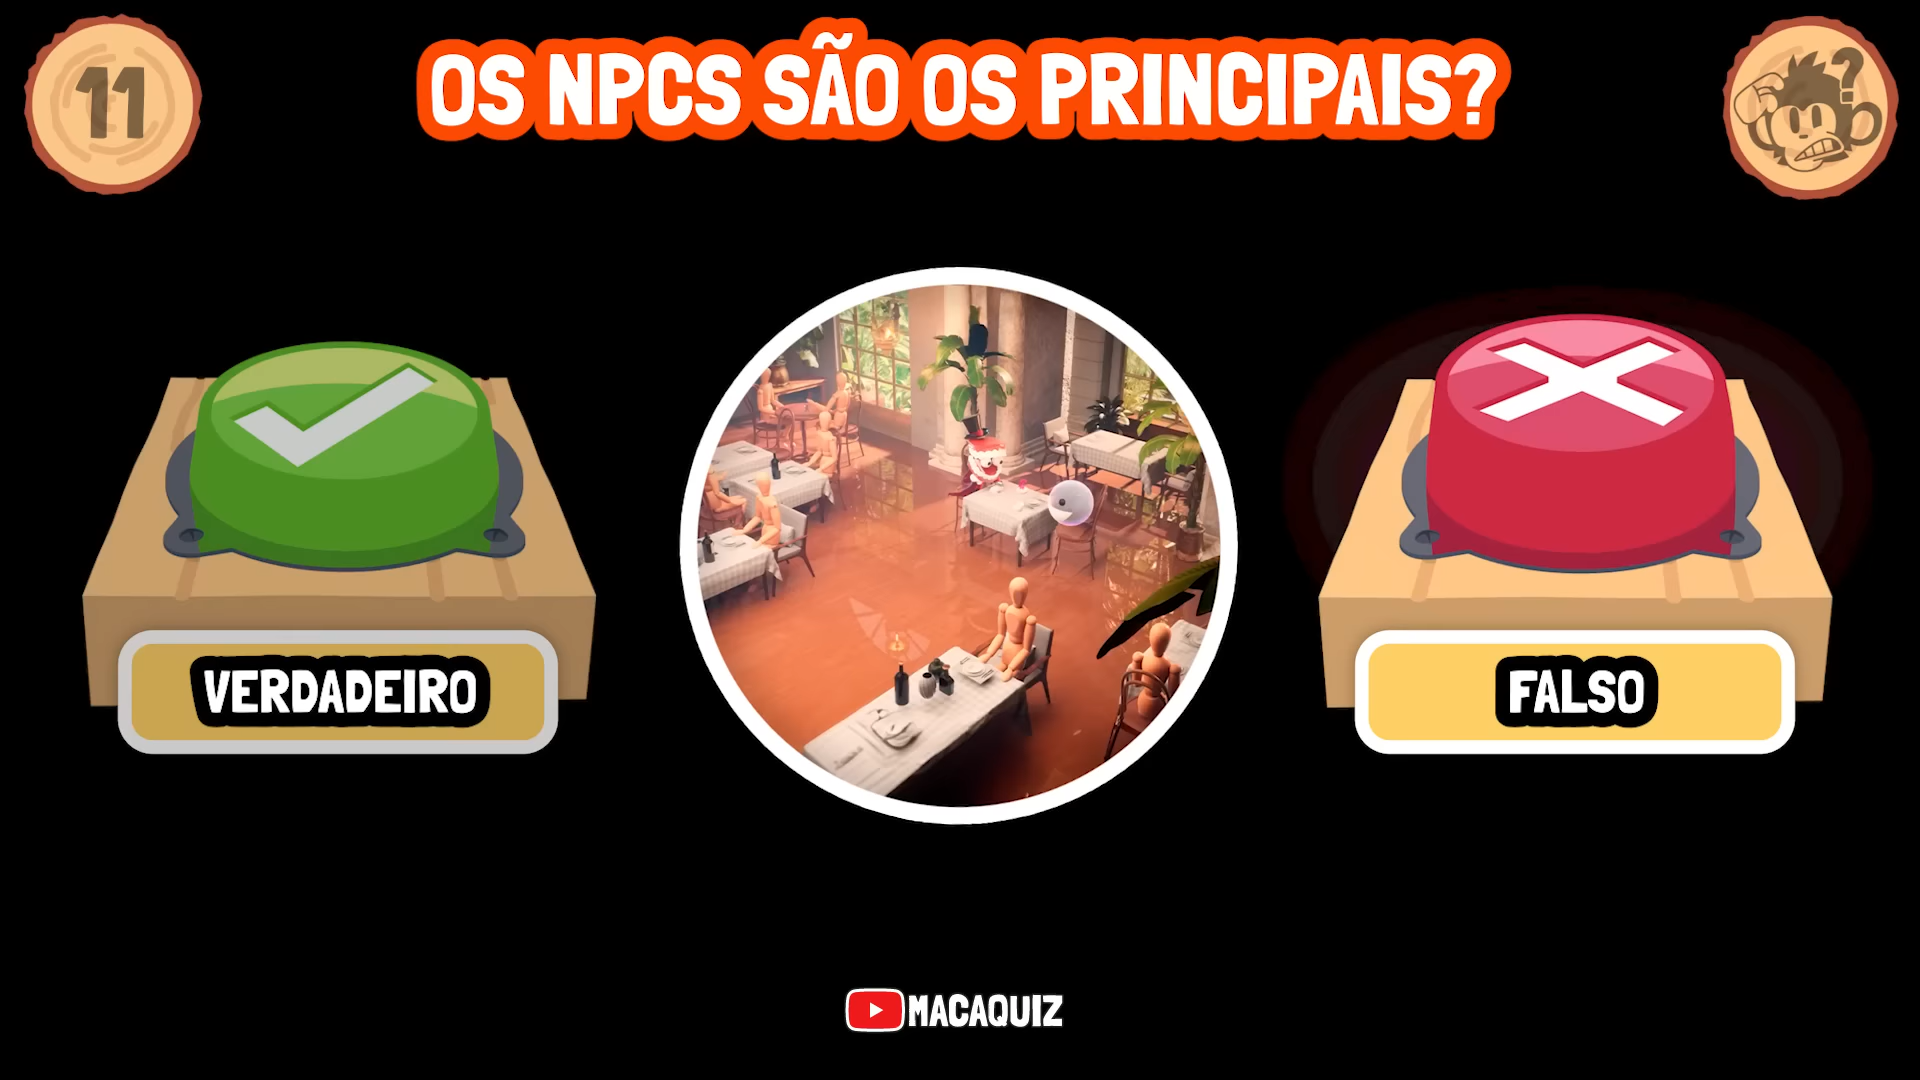 11
OS NPCS SÃO OS PRINCIPAIS?
?
VERDADEIRO
FALSO
MACAQUIZ